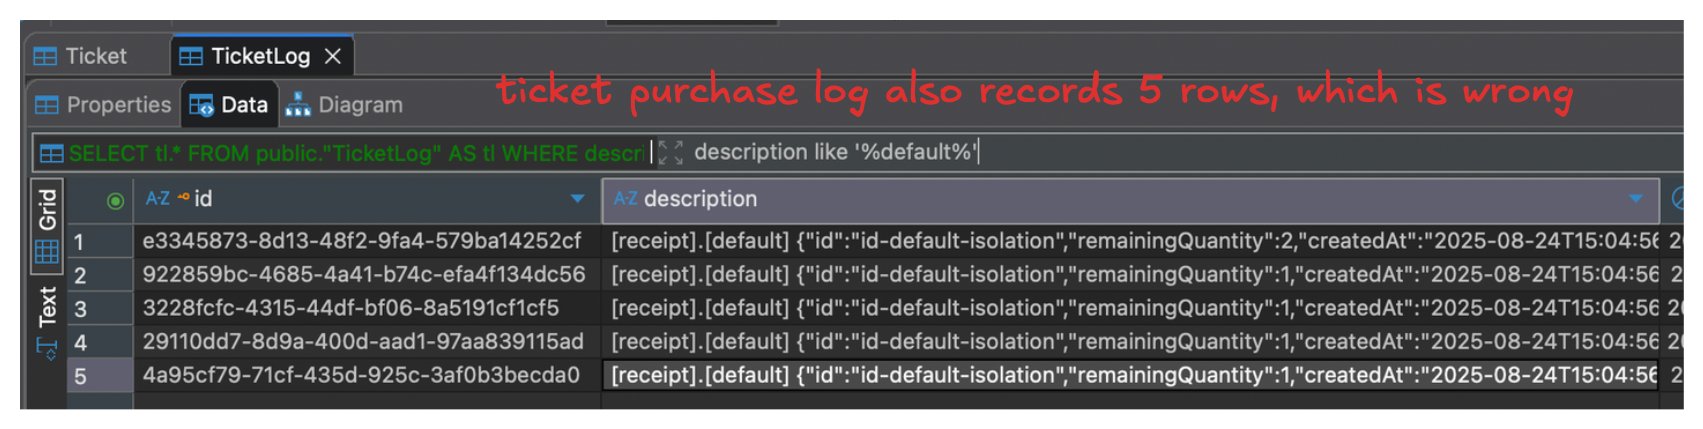 Ticket TicketLog
ticket purchase log also records 5 rows, which is wrong
Properties Data Diagram
SELECT tl.* FROM public."TicketLog" AS tl WHERE descri description like '%default%'
Grid
Text
A-Z id A-Z description
1 e3345873-8d13-48f2-9fa4-579ba14252cf [receipt].[default] {"id":"id-default-isolation","remainingQuantity":2,"createdAt":"2025-08-24T15:04:56 20
2 922859bc-4685-4a41-b74c-efa4f134dc56 [receipt].[default] {"id":"id-default-isolation","remainingQuantity":1,"createdAt":"2025-08-24T15:04:56 2
3 3228fcfc-4315-44df-bf06-8a5191cf1cf5 [receipt].[default] {"id":"id-default-isolation","remainingQuantity":1,"createdAt":"2025-08-24T15:04:56 20
4 29110dd7-8d9a-400d-aad1-97aa839115ad [receipt].[default] {"id":"id-default-isolation","remainingQuantity":1,"createdAt":"2025-08-24T15:04:56 20
5 4a95cf79-71cf-435d-925c-3af0b3becda0 [receipt].[default] {"id":"id-default-isolation","remainingQuantity":1,"createdAt":"2025-08-24T15:04:56 2